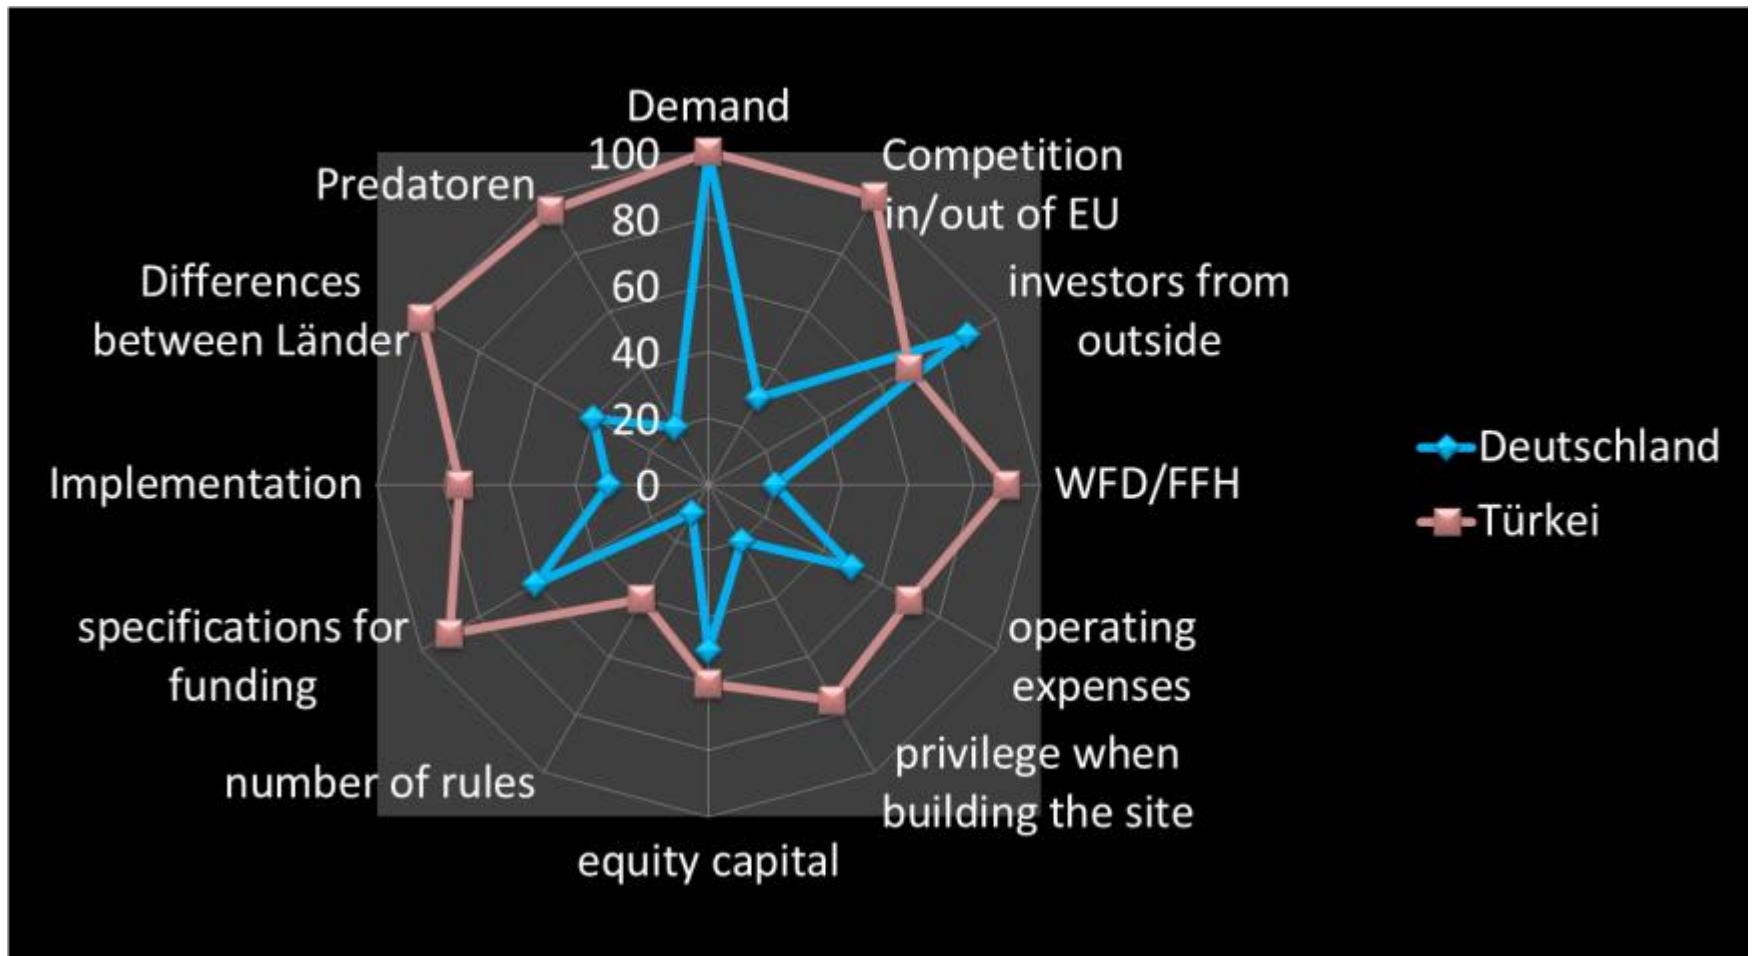 Demand
Competition
in/out of EU
investors from
outside
WFD/FFH
operating
expenses
privilege when
building the site
equity capital
number of rules
specifications for
funding
Implementation
Differences
between Länder
Predatoren
100
80
60
40
20
0
Deutschland
Türkei